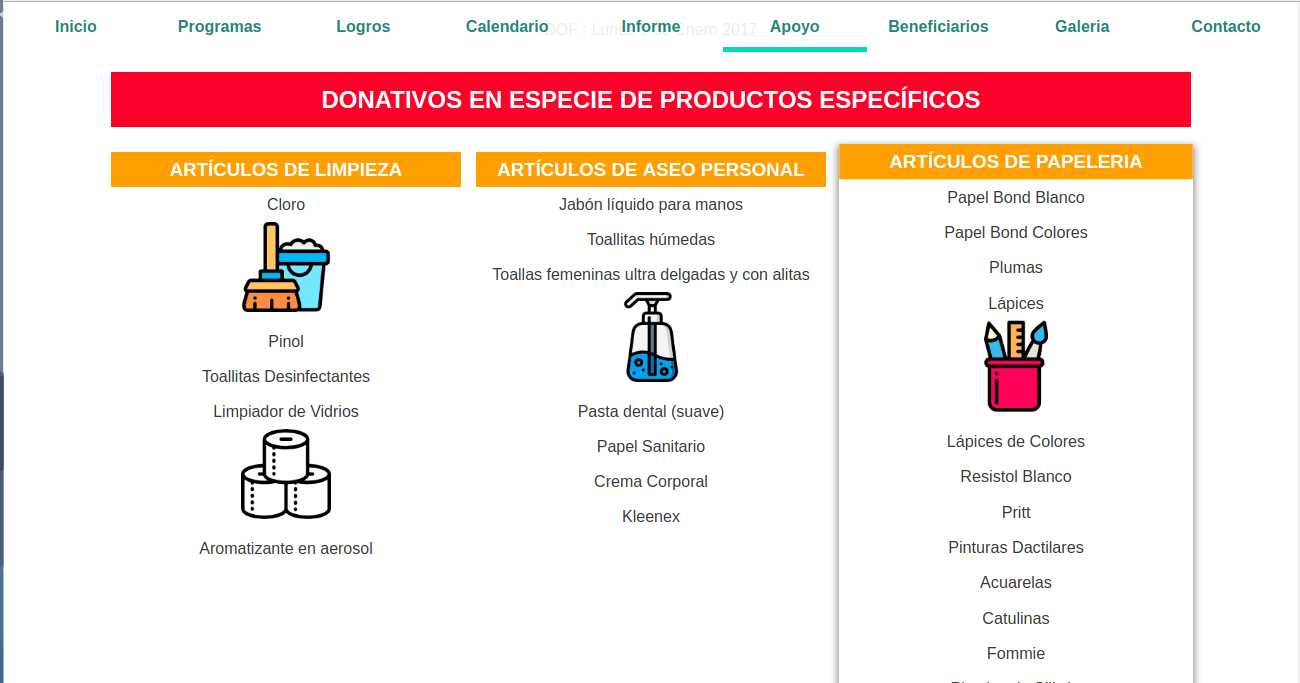 Inicio Programas Logros Calendario Informe Apoyo Beneficiarios Galeria Contacto
DOF : Enero 2017
DONATIVOS EN ESPECIE DE PRODUCTOS ESPECÍFICOS
ARTÍCULOS DE LIMPIEZA
Cloro
Pinol
Toallitas Desinfectantes
Limpiador de Vidrios
Aromatizante en aerosol
ARTÍCULOS DE ASEO PERSONAL
Jabón líquido para manos
Toallitas húmedas
Toallas femeninas ultra delgadas y con alitas
Pasta dental (suave)
Papel Sanitario
Crema Corporal
Kleenex
ARTÍCULOS DE PAPELERIA
Papel Bond Blanco
Papel Bond Colores
Plumas
Lápices
Lápices de Colores
Resistol Blanco
Pritt
Pinturas Dactilares
Acuarelas
Catulinas
Fommie